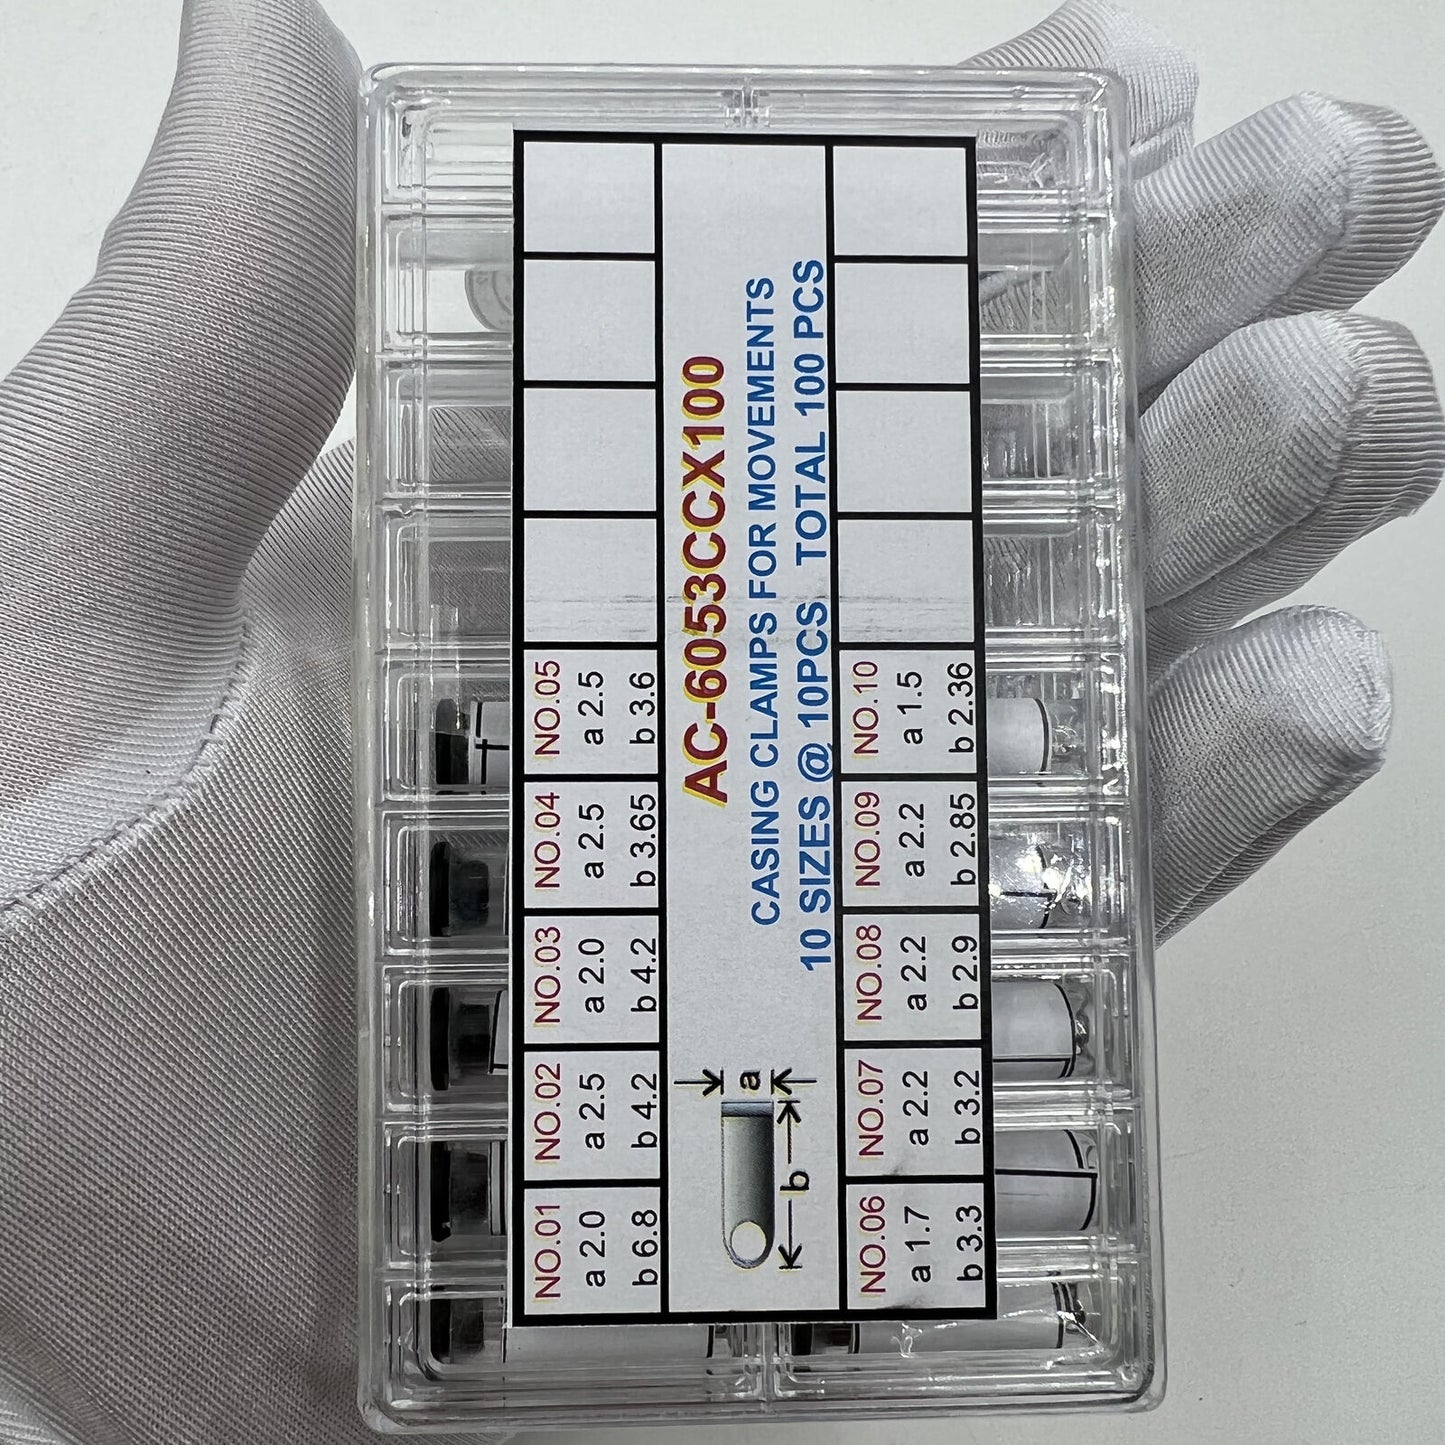 NO.01
a 2.0
b 6.8
NO.02
a 2.5
b 4.2
NO.03
a 2.0
b 4.2
NO.04
a 2.5
b 3.65
NO.05
a 2.5
b 3.6
AC-6053CCX100
CASING CLAMPS FOR MOVEMENTS
10 SIZES @ 10PCS TOTAL 100 PCS
a
b
NO.06
a 1.7
b 3.3
NO.07
a 2.2
b 3.2
NO.08
a 2.2
b 2.9
NO.09
a 2.2
b 2.85
NO.10
a 1.5
b 2.36